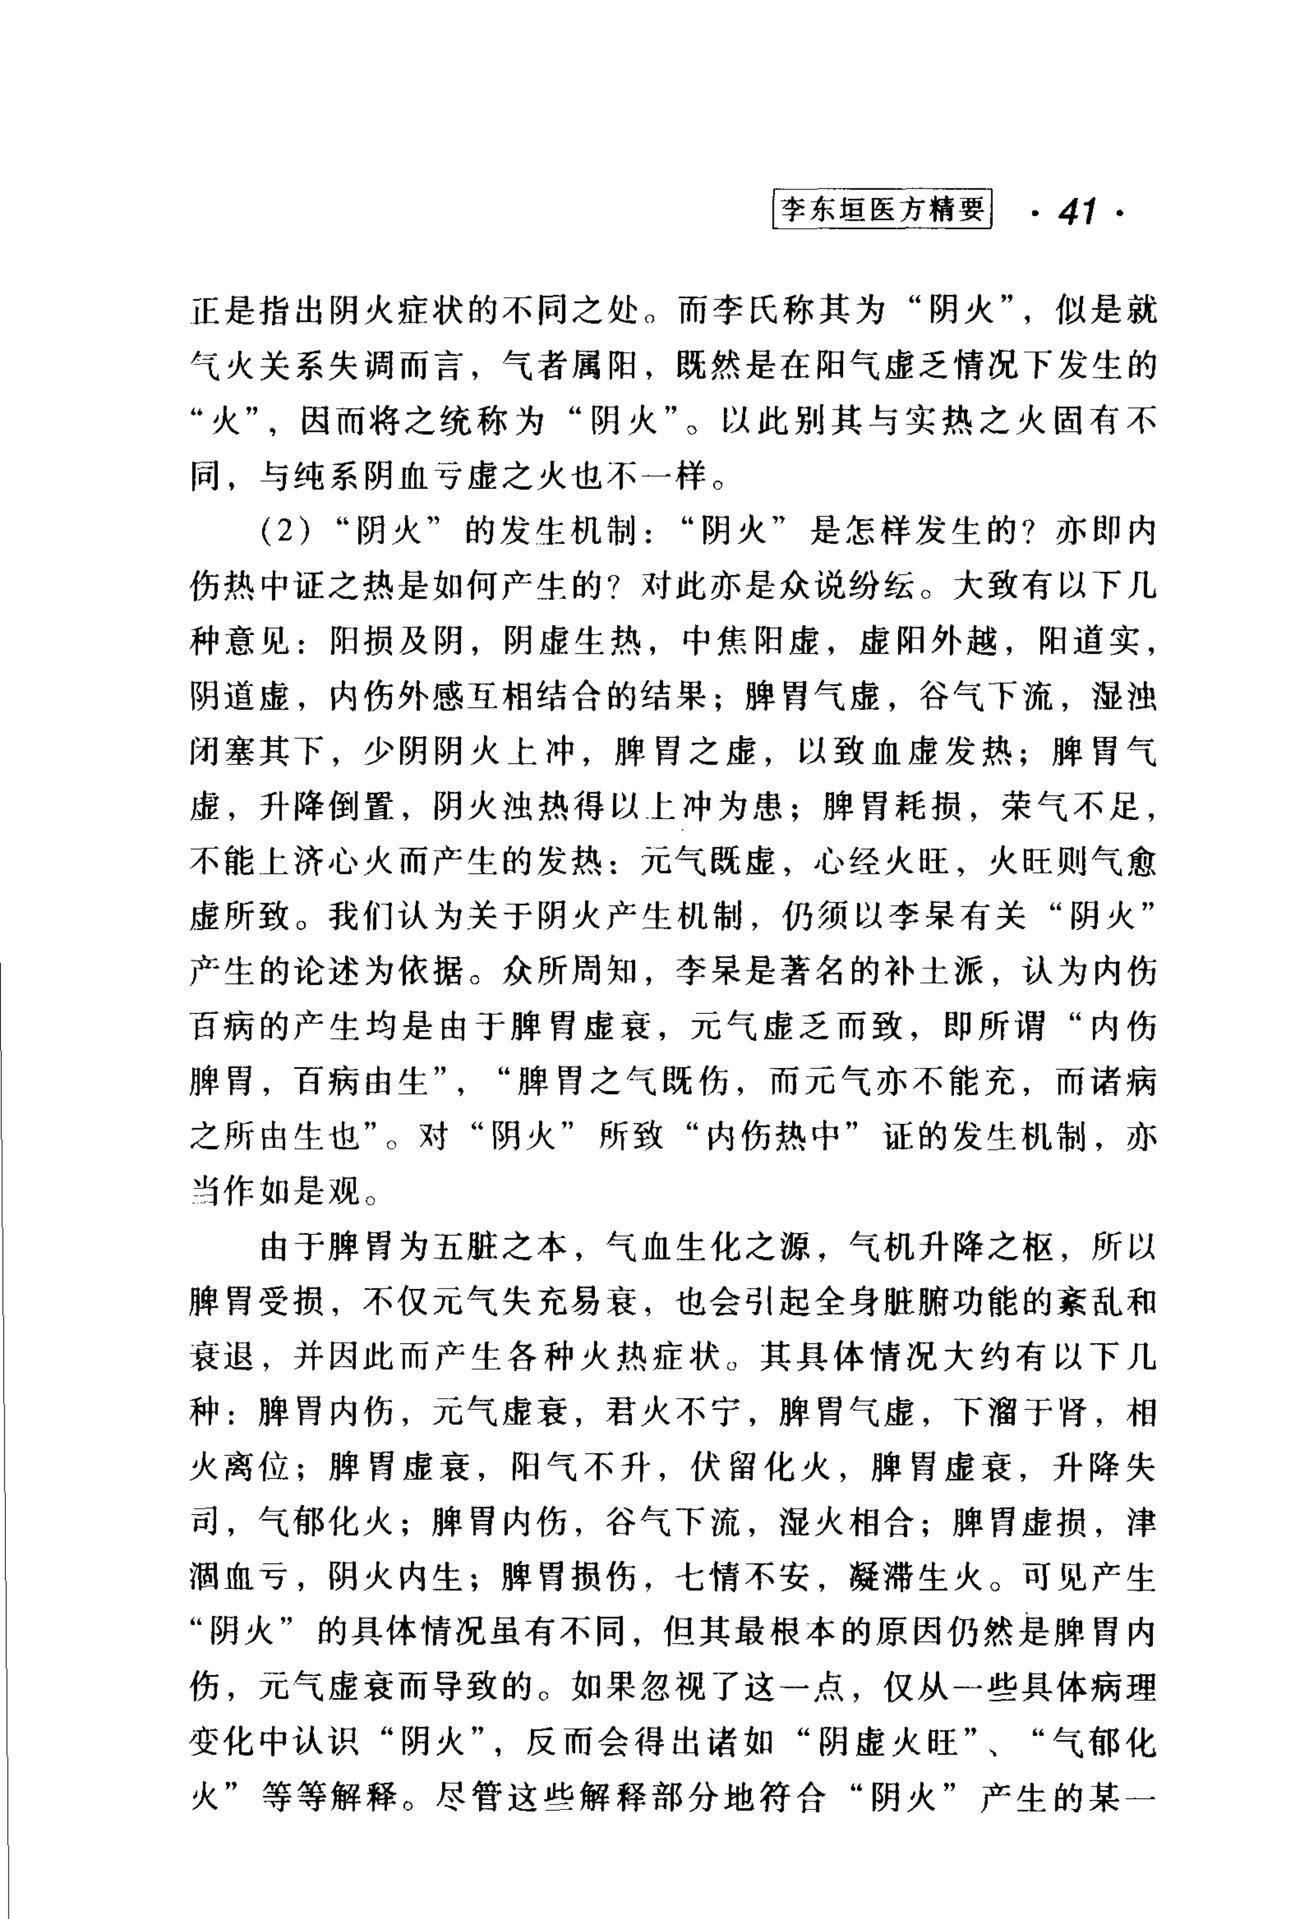 李东垣医方精要 · 41 ·
正是指出阴火症状的不同之处。而李氏称其为“阴火”，似是就
气火关系失调而言，气者属阳，既然是在阳气虚乏情况下发生的
“火”，因而将之统称为“阴火”。以此别其与实热之火固有不
同，与纯系阴血亏虚之火也不一样。
(2)“阴火”的发生机制：“阴火”是怎样发生的？亦即内
伤热中证之热是如何产生的？对此亦是众说纷纭。大致有以下几
种意见：阳损及阴，阴虚生热，中焦阳虚，虚阳外越，阳道实，
阴道虚，内伤外感互相结合的结果；脾胃气虚，谷气下流，湿浊
闭塞其下，少阴阴火上冲，脾胃之虚，以致血虚发热；脾胃气
虚，升降倒置，阴火浊热得以上冲为患；脾胃耗损，荣气不足，
不能上济心火而产生的发热：元气既虚，心经火旺，火旺则气愈
虚所致。我们认为关于阴火产生机制，仍须以李杲有关“阴火”
产生的论述为依据。众所周知，李杲是著名的补土派，认为内伤
百病的产生均是由于脾胃虚衰，元气虚乏而致，即所谓“内伤
脾胃，百病由生”，“脾胃之气既伤，而元气亦不能充，而诸病
之所由生也”。对“阴火”所致“内伤热中”证的发生机制，亦
当作如是观。
由于脾胃为五脏之本，气血生化之源，气机升降之枢，所以
脾胃受损，不仅元气失充易衰，也会引起全身脏腑功能的紊乱和
衰退，并因此而产生各种火热症状。其具体情况大约有以下几
种：脾胃内伤，元气虚衰，君火不宁，脾胃气虚，下溜于肾，相
火离位；脾胃虚衰，阳气不升，伏留化火，脾胃虚衰，升降失
司，气郁化火；脾胃内伤，谷气下流，湿火相合；脾胃虚损，津
涸血亏，阴火内生；脾胃损伤，七情不安，凝滞生火。可见产生
“阴火”的具体情况虽有不同，但其最根本的原因仍然是脾胃内
伤，元气虚衰而导致的。如果忽视了这一点，仅从一些具体病理
变化中认识“阴火”，反而会得出诸如“阴虚火旺”、“气郁化
火”等等解释。尽管这些解释部分地符合“阴火”产生的某一